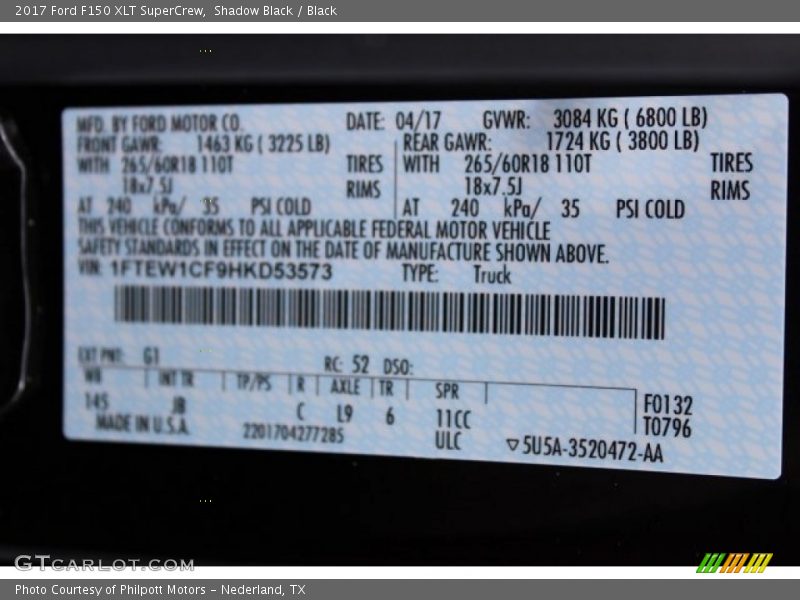 2017 Ford F150 XLT SuperCrew, Shadow Black / Black
MFD. BY FORD MOTOR CO. DATE: 04/17 GVWR: 3084 KG ( 6800 LB)
FRONT GAWR: 1463 KG ( 3225 LB) REAR GAWR: 1724 KG ( 3800 LB)
WITH 265/60R18 110T TIRES WITH 265/60R18 110T TIRES
18x7.5J RIMS 18x7.5J RIMS
AT 240 kPa/ 35 PSI COLD AT 240 kPa/ 35 PSI COLD
THIS VEHICLE CONFORMS TO ALL APPLICABLE FEDERAL MOTOR VEHICLE
SAFETY STANDARDS IN EFFECT ON THE DATE OF MANUFACTURE SHOWN ABOVE.
VIN: 1FTEW1CF9HKD53573 TYPE: Truck
EXT PNT: G1 RC: 52 DSO:
WB INT TR TP/PS R AXLE TR SPR
145 JB C L9 6 11CC F0132
MADE IN U.S.A. 2201704277285 ULC T0796
▽5U5A-3520472-AA
GTCARLOT.COM
Photo Courtesy of Philpott Motors - Nederland, TX